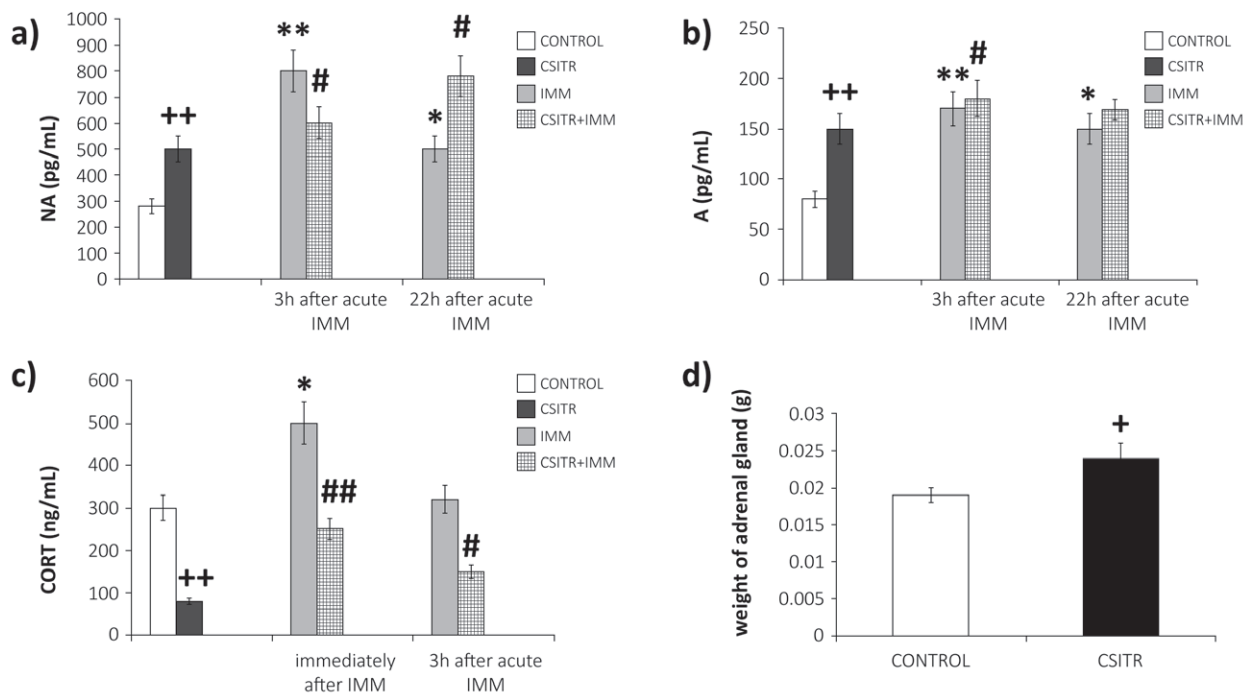 a)
NA (pg/mL)
1000
900
800
700
600
500
400
300
200
100
0
++
**
#
*
#
3h after acute
IMM
22h after acute
IMM
CONTROL
CSITR
IMM
CSITR+IMM
b)
A (pg/mL)
250
200
150
100
50
0
++
**
#
*
3h after acute
IMM
22h after acute
IMM
CONTROL
CSITR
IMM
CSITR+IMM
c)
CORT (ng/mL)
600
500
400
300
200
100
0
++
*
##
#
immediately
after IMM
3h after acute
IMM
CONTROL
CSITR
IMM
CSITR+IMM
d)
weight of adrenal gland (g)
0.03
0.025
0.02
0.015
0.01
0.005
0
+
CONTROL
CSITR